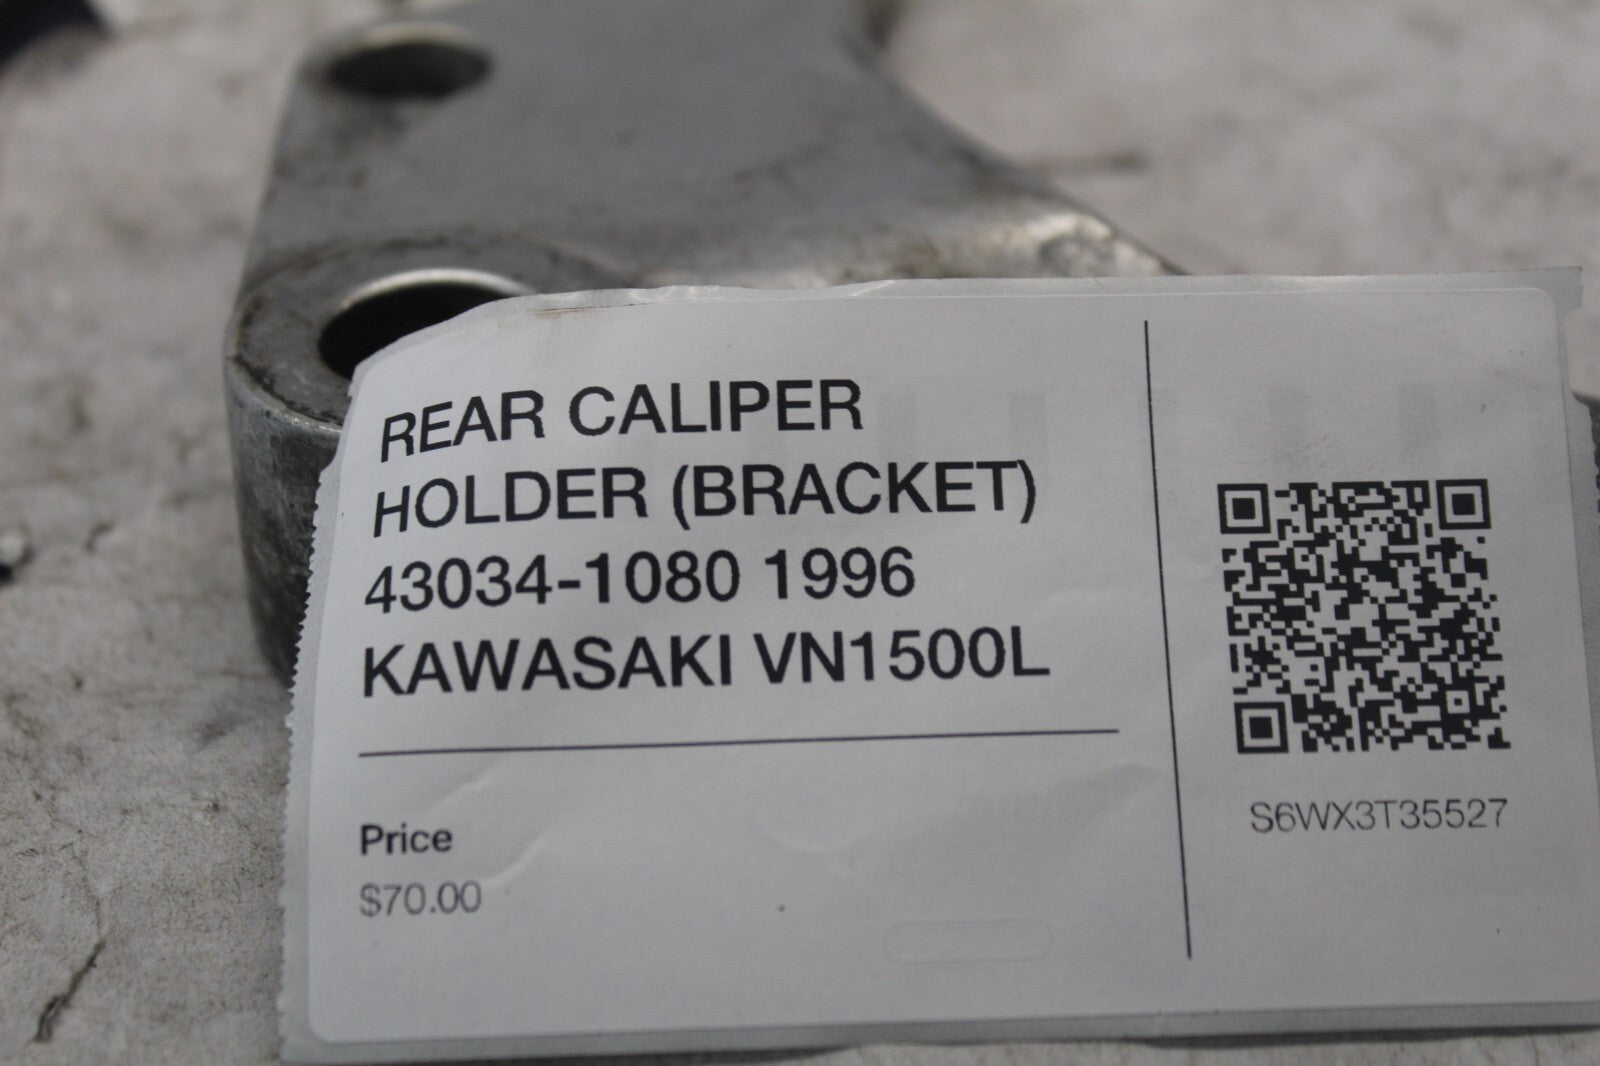 REAR CALIPER
HOLDER (BRACKET)
43034-1080 1996
KAWASAKI VN1500L
Price
$70.00
S6WX3T35527